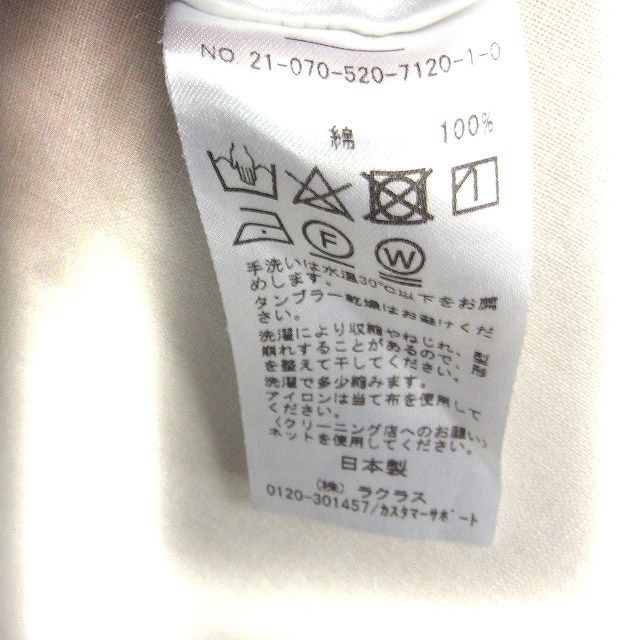 NO. 21-070-520-7120-1-0
綿 100%
F W
手洗いは水温30℃以下をお薦
めします。
タンブラー乾燥はお避けくだ
さい。
洗濯により収縮やねじれ、型
崩れすることがあるので、形
を整えて干してください。
洗濯で多少縮みます。
アイロンは当て布を使用して
ください。
〈クリーニング店へのお願い〉
ネットを使用してください。
日本製
(株) ラクラス
0120-301457/カスタマーサポート